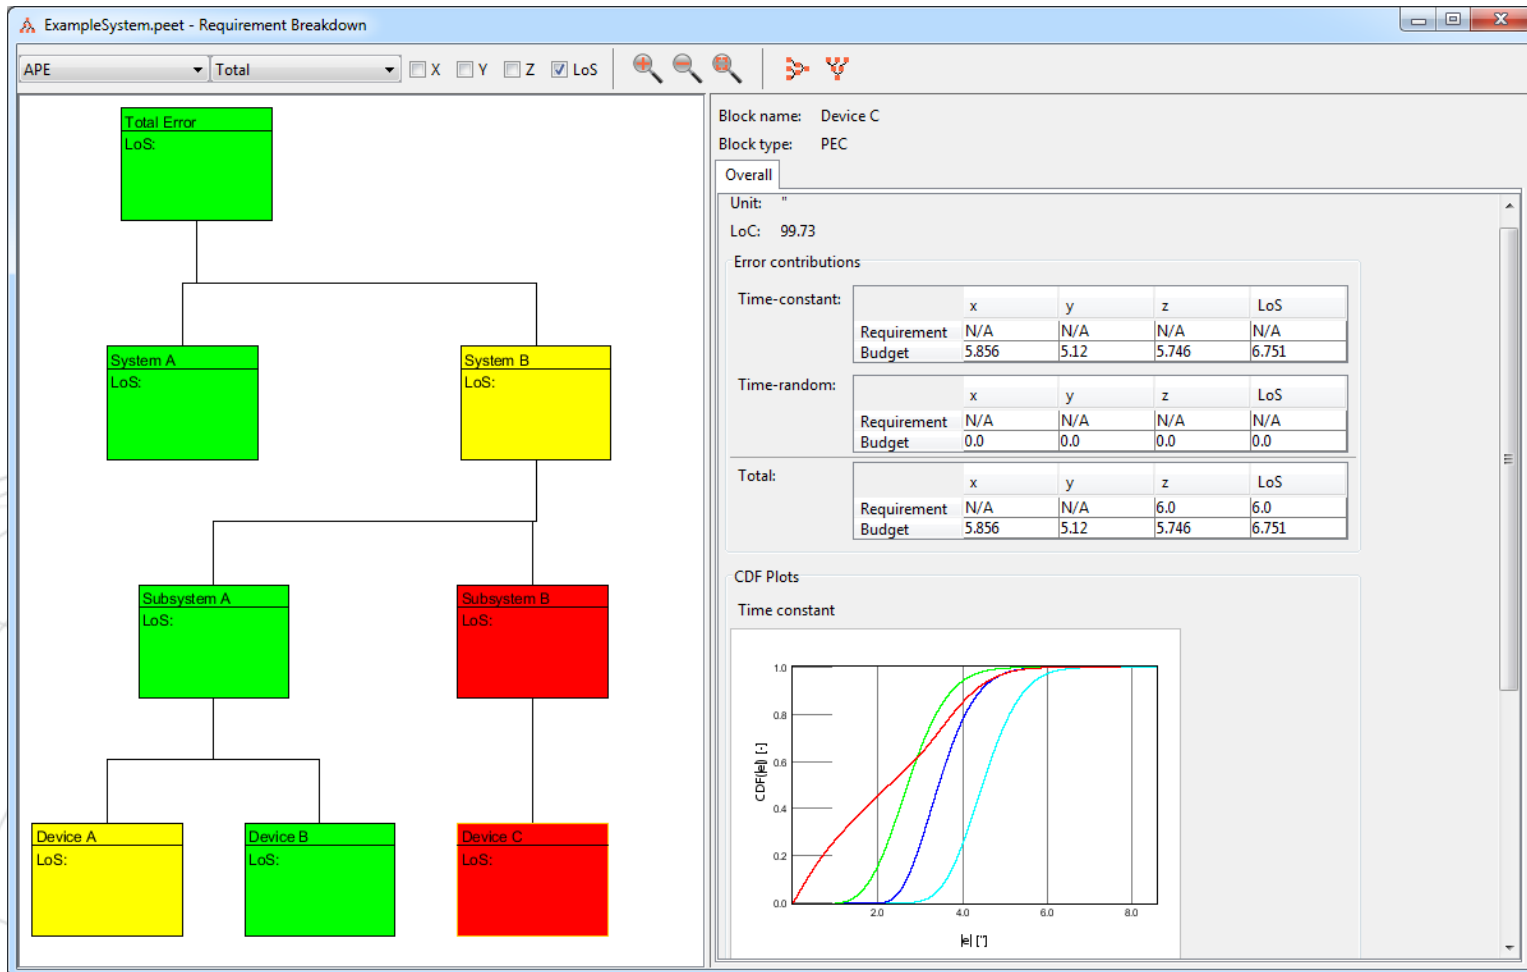 ExampleSystem.peet - Requirement Breakdown
APE Total X Y Z LoS
Total Error
LoS:
System A
LoS:
System B
LoS:
Subsystem A
LoS:
Subsystem B
LoS:
Device A
LoS:
Device B
LoS:
Device C
LoS:
Block name: Device C
Block type: PEC
Overall
Unit: "
LoC: 99.73
Error contributions
Time-constant:
x y z LoS
Requirement N/A N/A N/A N/A
Budget 5.856 5.12 5.746 6.751
Time-random:
x y z LoS
Requirement N/A N/A N/A N/A
Budget 0.0 0.0 0.0 0.0
Total:
x y z LoS
Requirement N/A N/A 6.0 6.0
Budget 5.856 5.12 5.746 6.751
CDF Plots
Time constant
1.0
0.8
0.6
0.4
0.2
0.0
CDF(|e|) [-]
2.0 4.0 6.0 8.0
|e| ["]